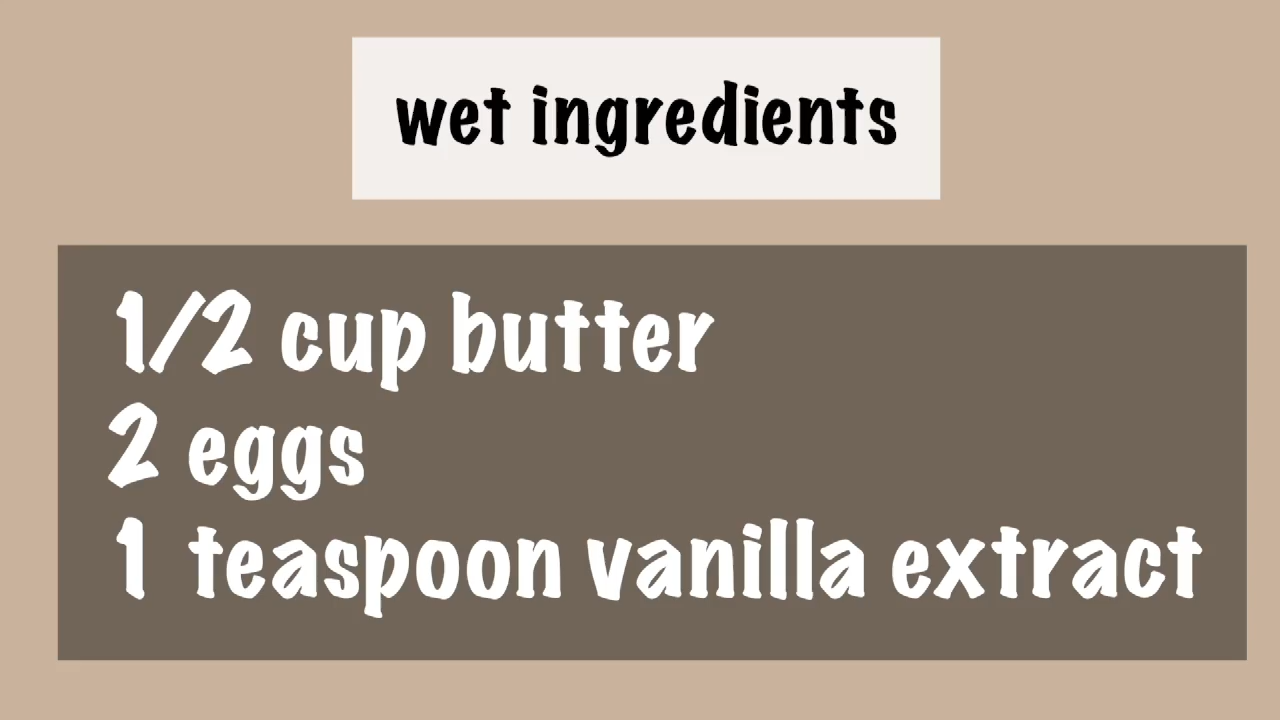 wet ingredients
1/2 cup butter
2 eggs
1 teaspoon vanilla extract